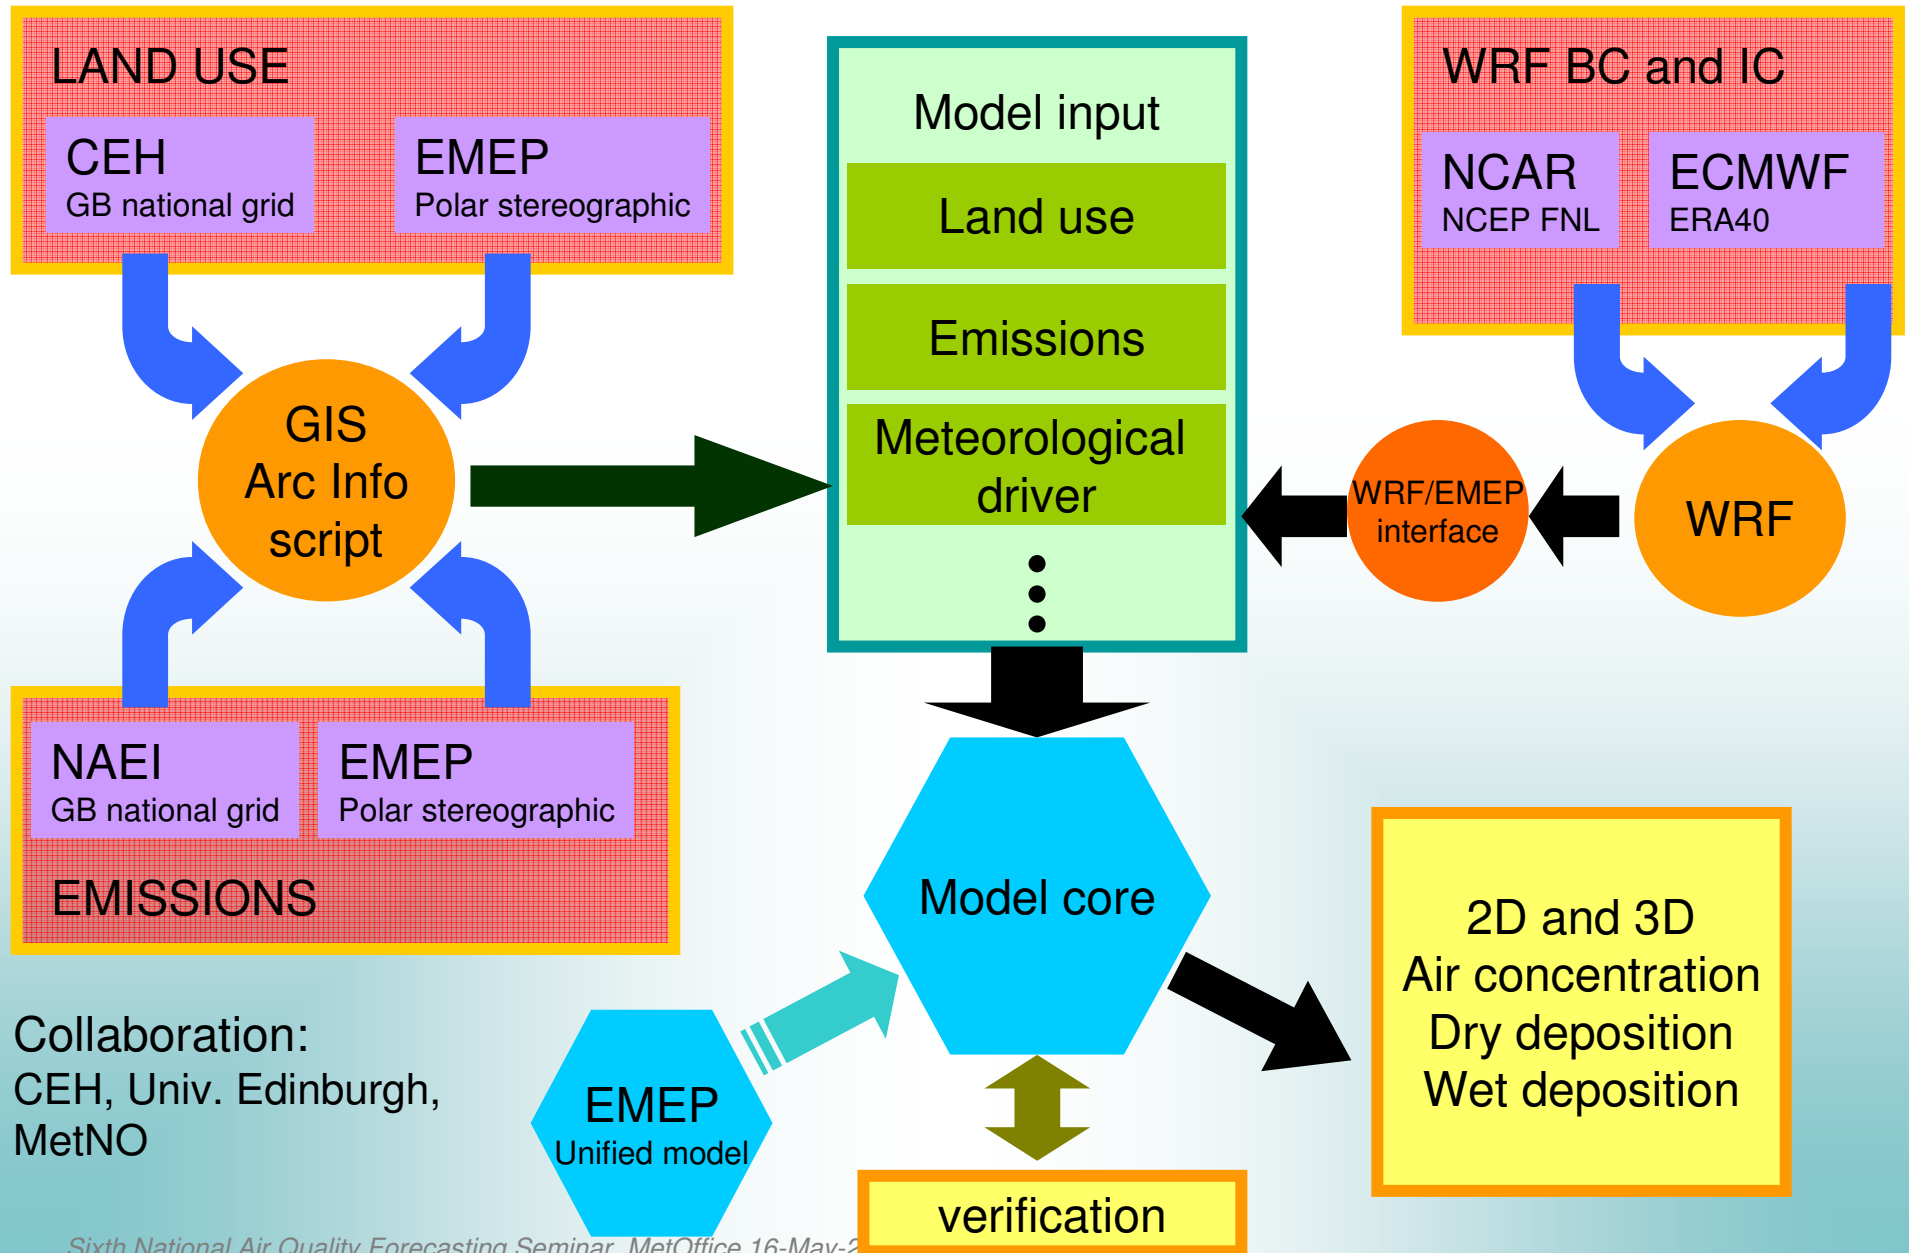 LAND USE
CEH
GB national grid
EMEP
Polar stereographic
GIS
Arc Info
script
NAEI
GB national grid
EMEP
Polar stereographic
EMISSIONS
Model input
Land use
Emissions
Meteorological
driver
WRF BC and IC
NCAR
NCEP FNL
ECMWF
ERA40
WRF/EMEP
interface
WRF
Model core
EMEP
Unified model
verification
2D and 3D
Air concentration
Dry deposition
Wet deposition
Collaboration:
CEH, Univ. Edinburgh,
MetNO
Sixth National Air Quality Forecasting Seminar, MetOffice 16-May-2